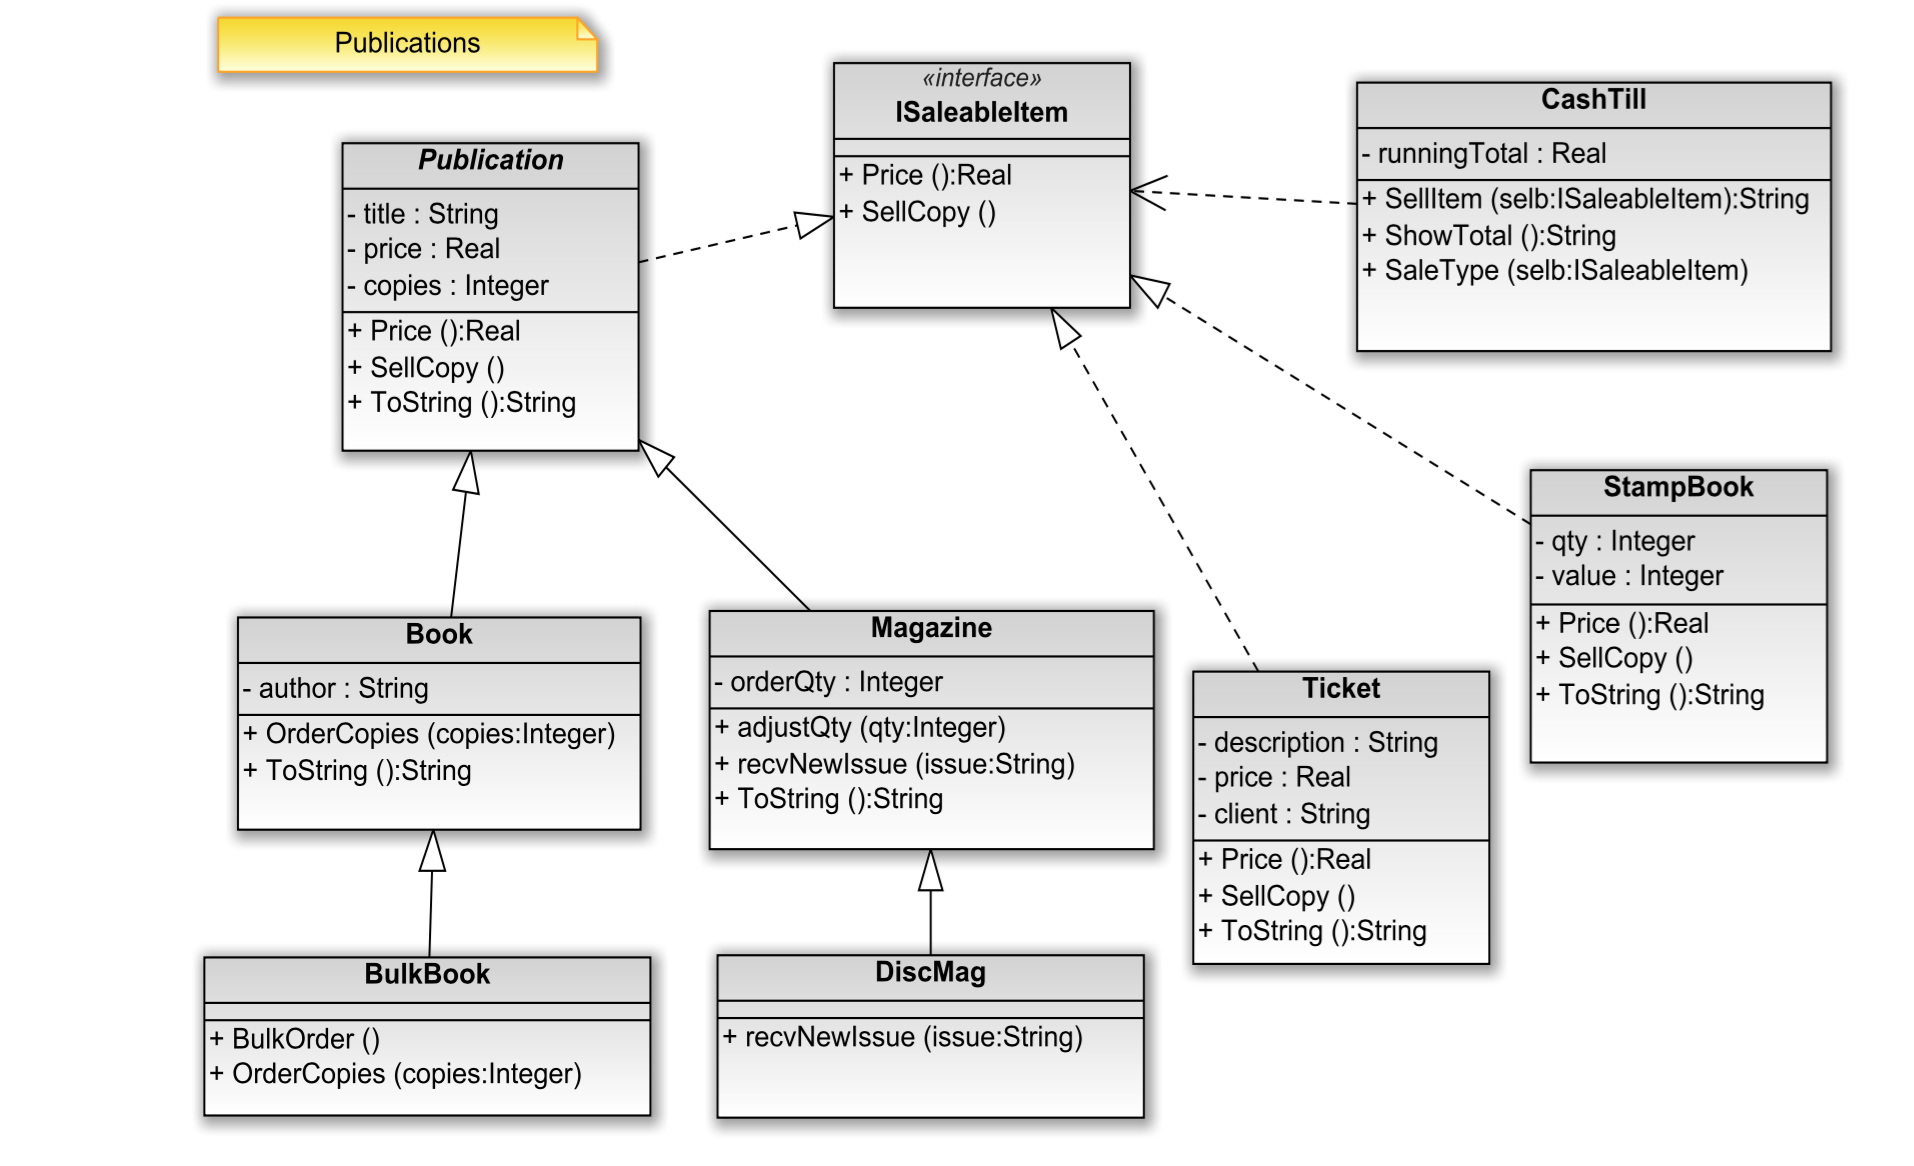 Publications
«interface»
ISaleableItem
+ Price ():Real
+ SellCopy ()
CashTill
- runningTotal : Real
+ SellItem (selb:ISaleableItem):String
+ ShowTotal ():String
+ SaleType (selb:ISaleableItem)
Publication
- title : String
- price : Real
- copies : Integer
+ Price ():Real
+ SellCopy ()
+ ToString ():String
StampBook
- qty : Integer
- value : Integer
+ Price ():Real
+ SellCopy ()
+ ToString ():String
Book
- author : String
+ OrderCopies (copies:Integer)
+ ToString ():String
Magazine
- orderQty : Integer
+ adjustQty (qty:Integer)
+ recvNewIssue (issue:String)
+ ToString ():String
Ticket
- description : String
- price : Real
- client : String
+ Price ():Real
+ SellCopy ()
+ ToString ():String
BulkBook
+ BulkOrder ()
+ OrderCopies (copies:Integer)
DiscMag
+ recvNewIssue (issue:String)